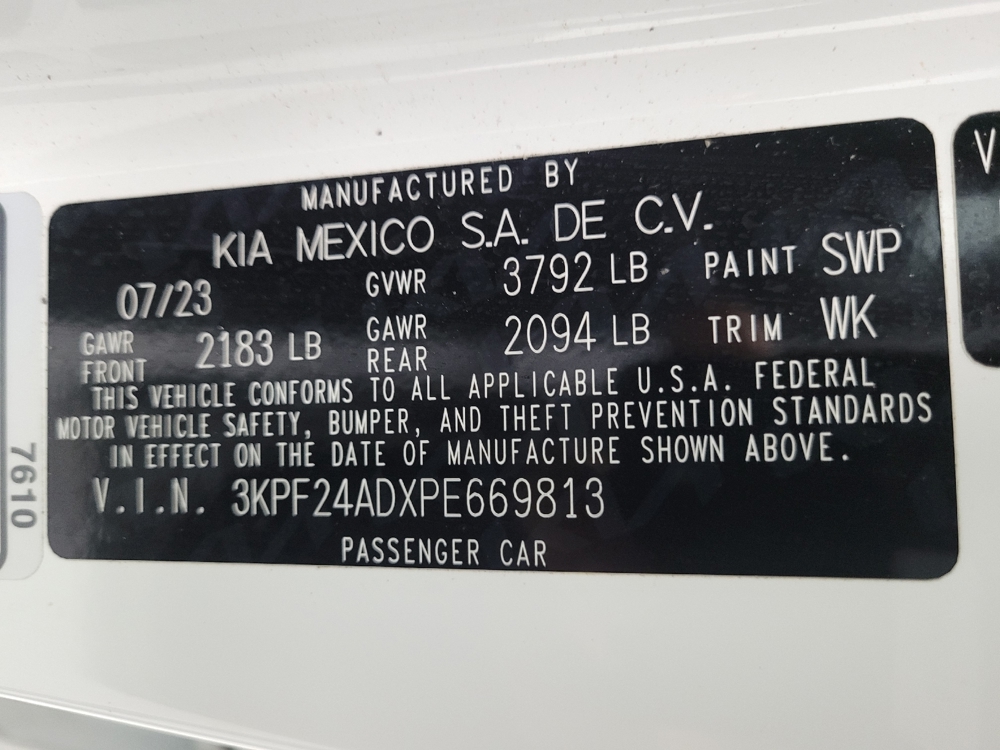 MANUFACTURED BY
KIA MEXICO S.A. DE C.V.
07/23 GVWR 3792 LB PAINT SWP
GAWR FRONT 2183 LB GAWR REAR 2094 LB TRIM WK
THIS VEHICLE CONFORMS TO ALL APPLICABLE U.S.A. FEDERAL
MOTOR VEHICLE SAFETY, BUMPER, AND THEFT PREVENTION STANDARDS
IN EFFECT ON THE DATE OF MANUFACTURE SHOWN ABOVE.
V.I.N. 3KPF24ADXPE669813
PASSENGER CAR
7610
V